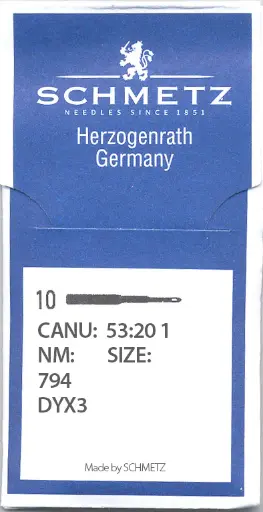 SCHMETZ
NEEDLES SINCE 1851
Herzogenrath
Germany
10
CANU: 53:20 1
NM: SIZE:
794
DYX3
Made by SCHMETZ